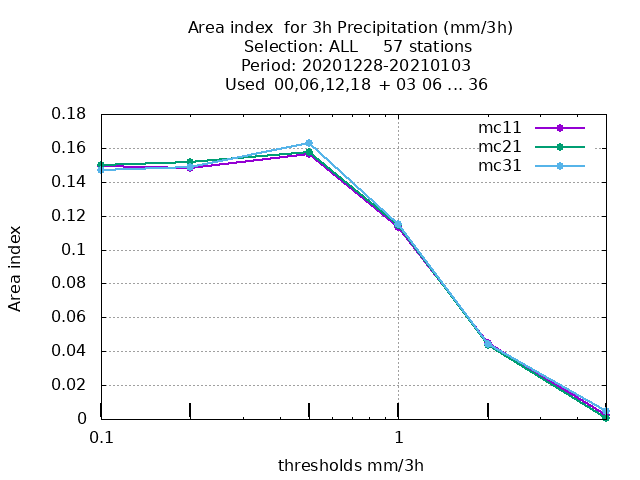 Area index  for 3h Precipitation (mm/3h)
Selection: ALL     57 stations
Period: 20201228-20210103
Used  00,06,12,18  + 03 06 ... 36
mc11
mc21
mc31
0.18
0.16
0.14
0.12
0.1
0.08
0.06
0.04
0.02
0
Area index
0.1
1
thresholds mm/3h